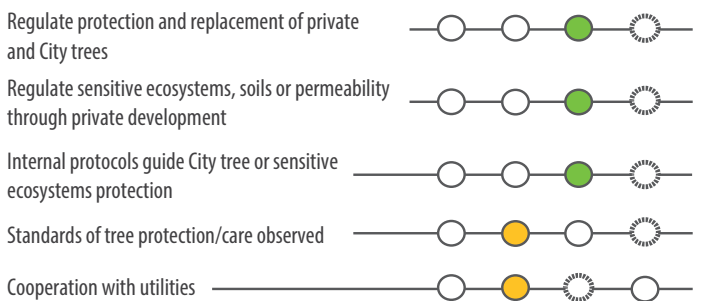 Regulate protection and replacement of private
and City trees
Regulate sensitive ecosystems, soils or permeability
through private development
Internal protocols guide City tree or sensitive
ecosystems protection
Standards of tree protection/care observed
Cooperation with utilities